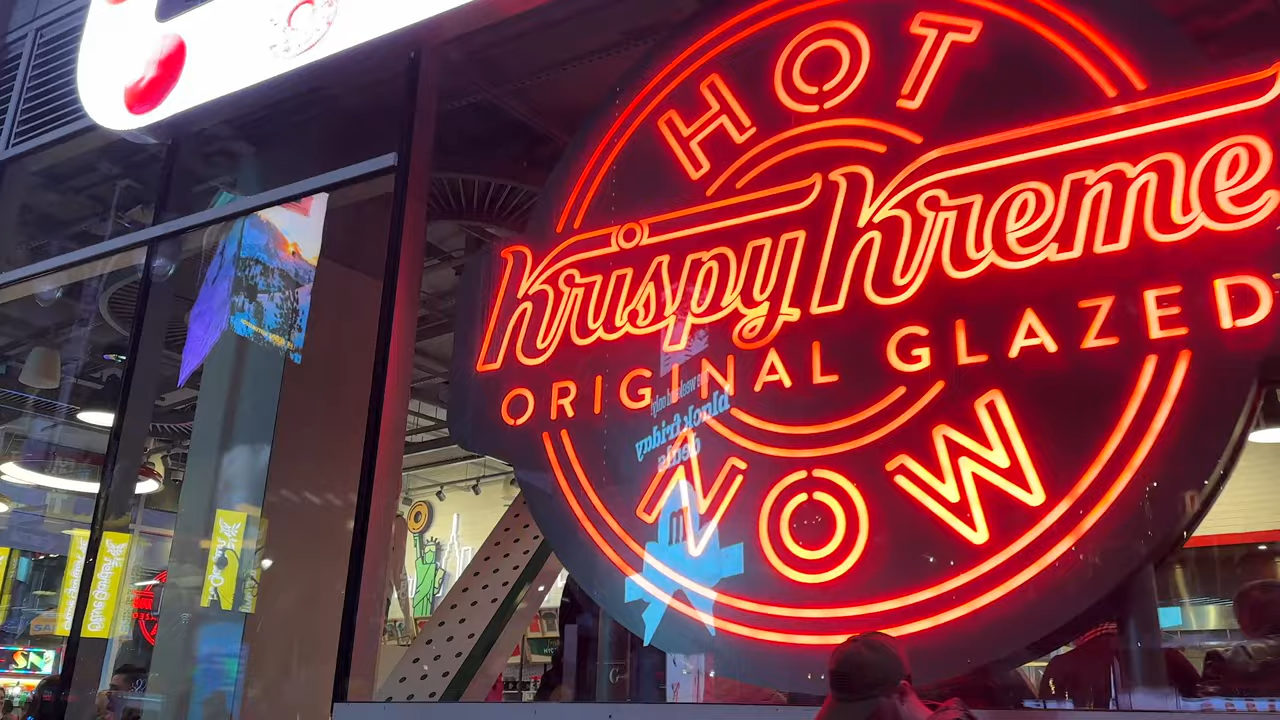 HOT
Krispy Kreme
ORIGINAL GLAZED
NOW
black friday
deals